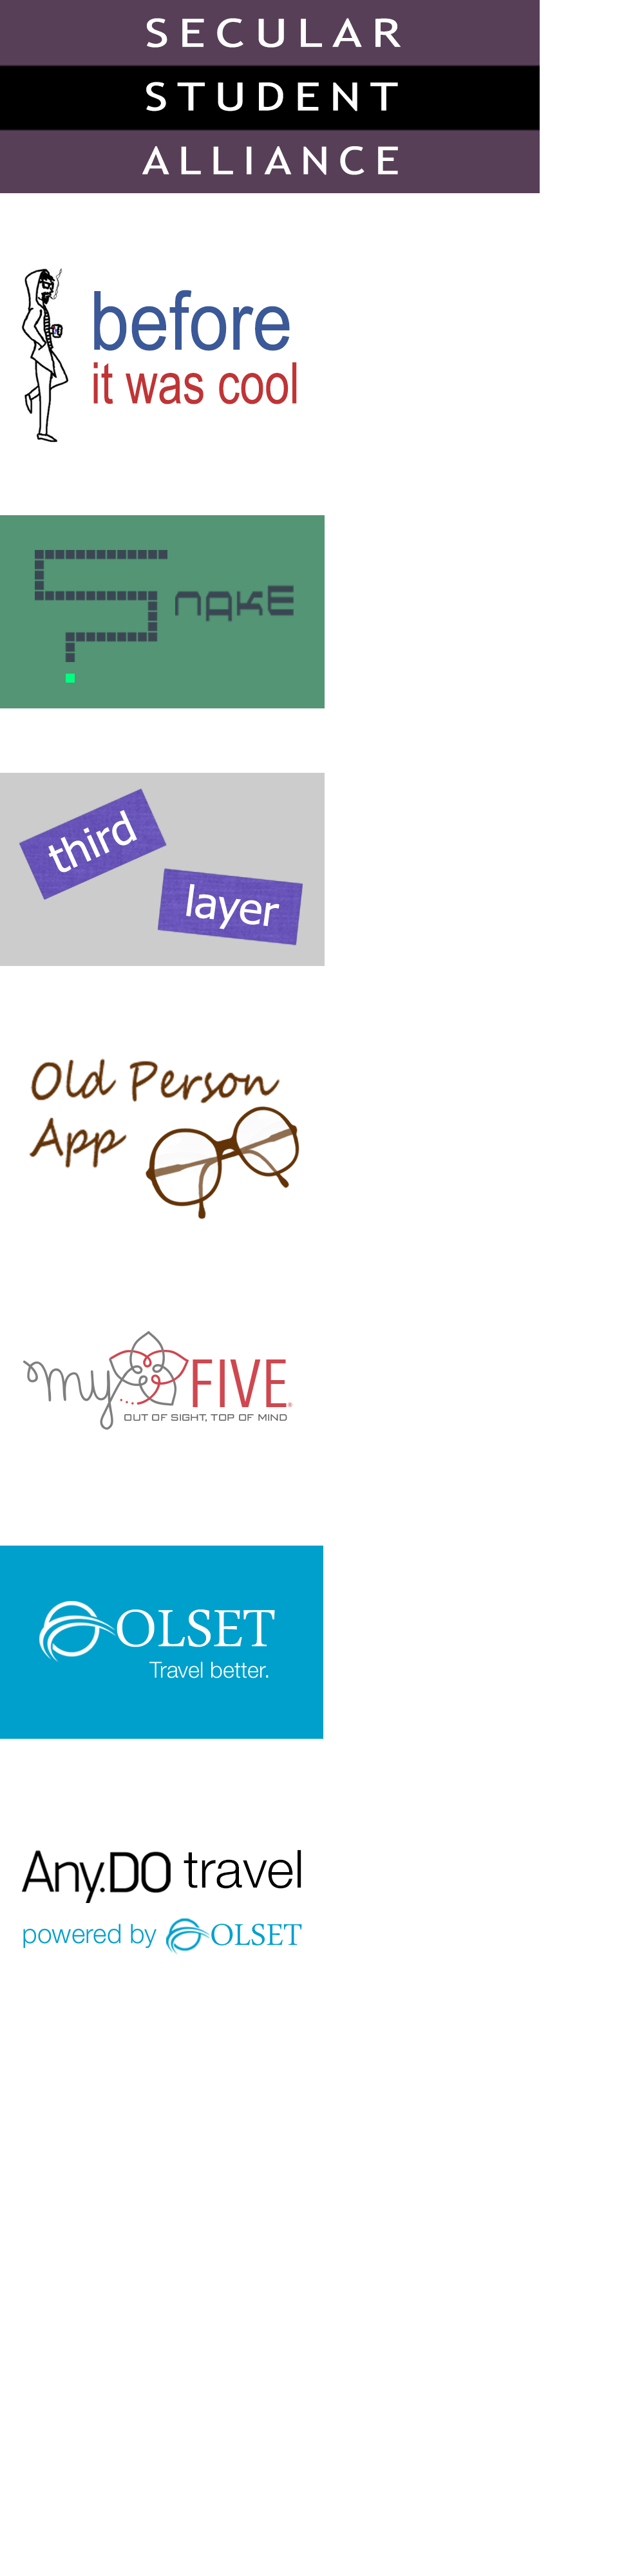 SECULAR
STUDENT
ALLIANCE
before
it was cool
SnakE
third
layer
Old Person
App
my FIVE®
OUT OF SIGHT, TOP OF MIND
OLSET
Travel better.
Any.DO travel
powered by OLSET